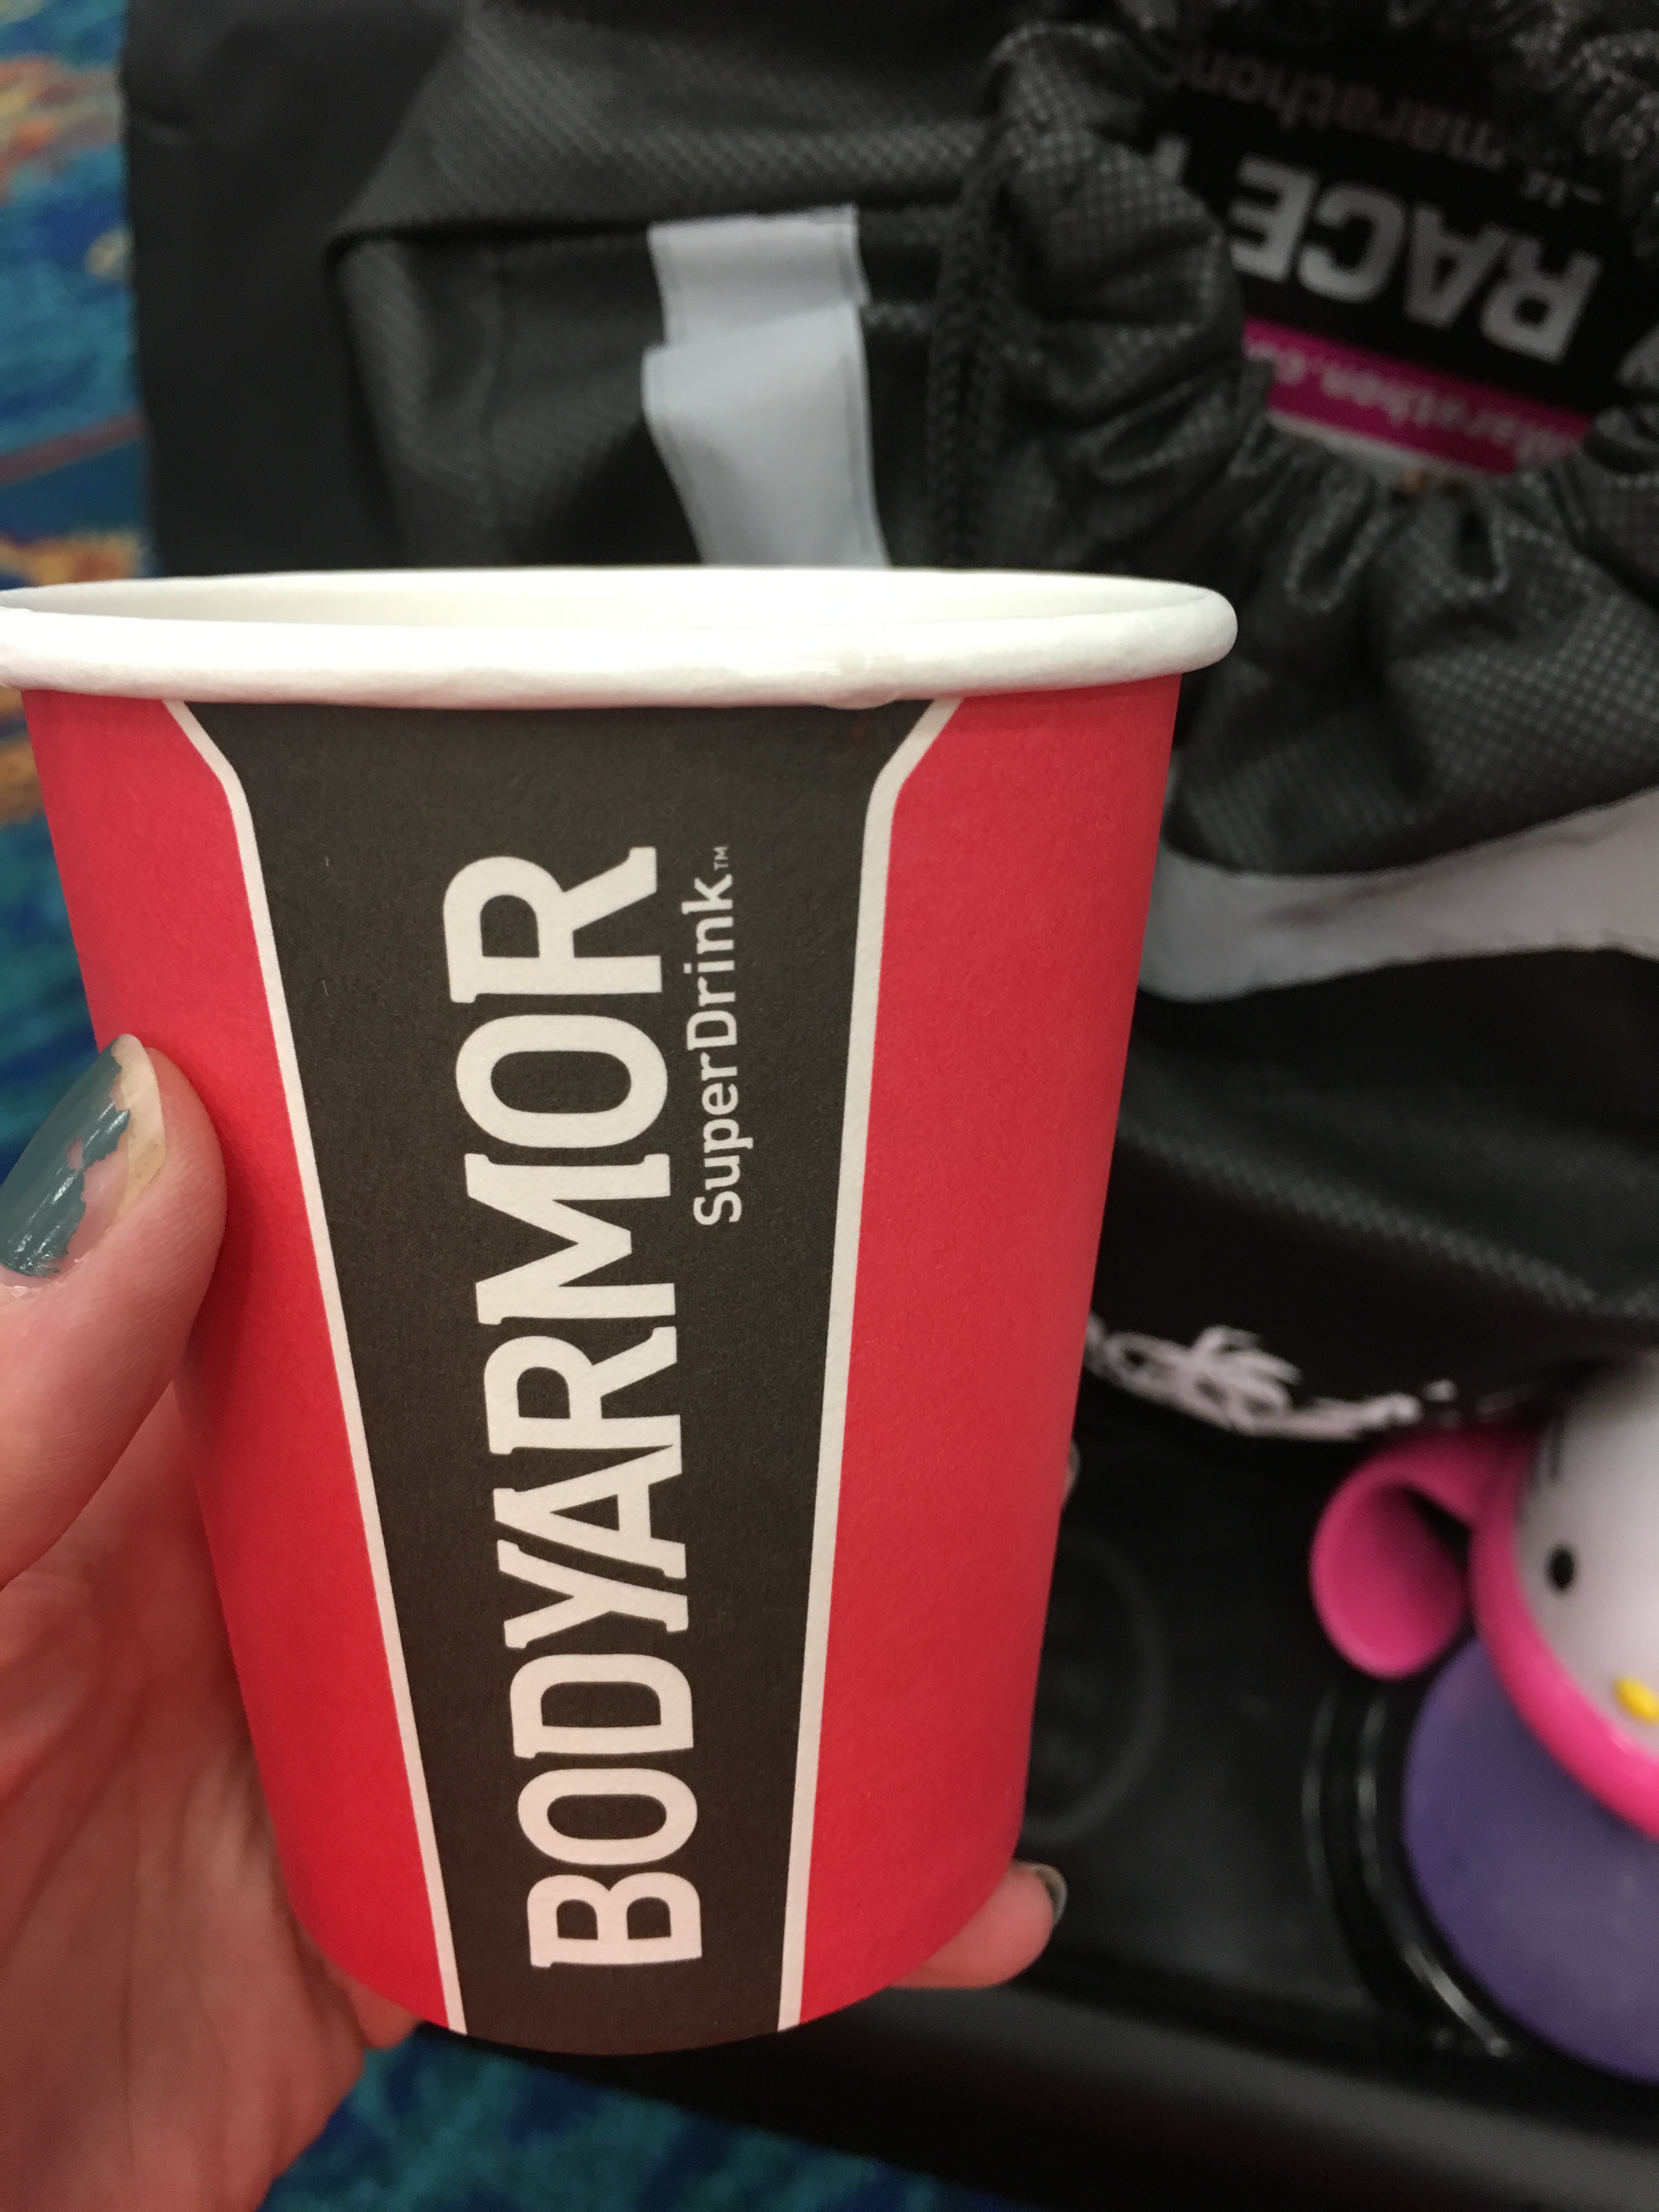 BODYARMOR
SuperDrink™
RACE
marathon